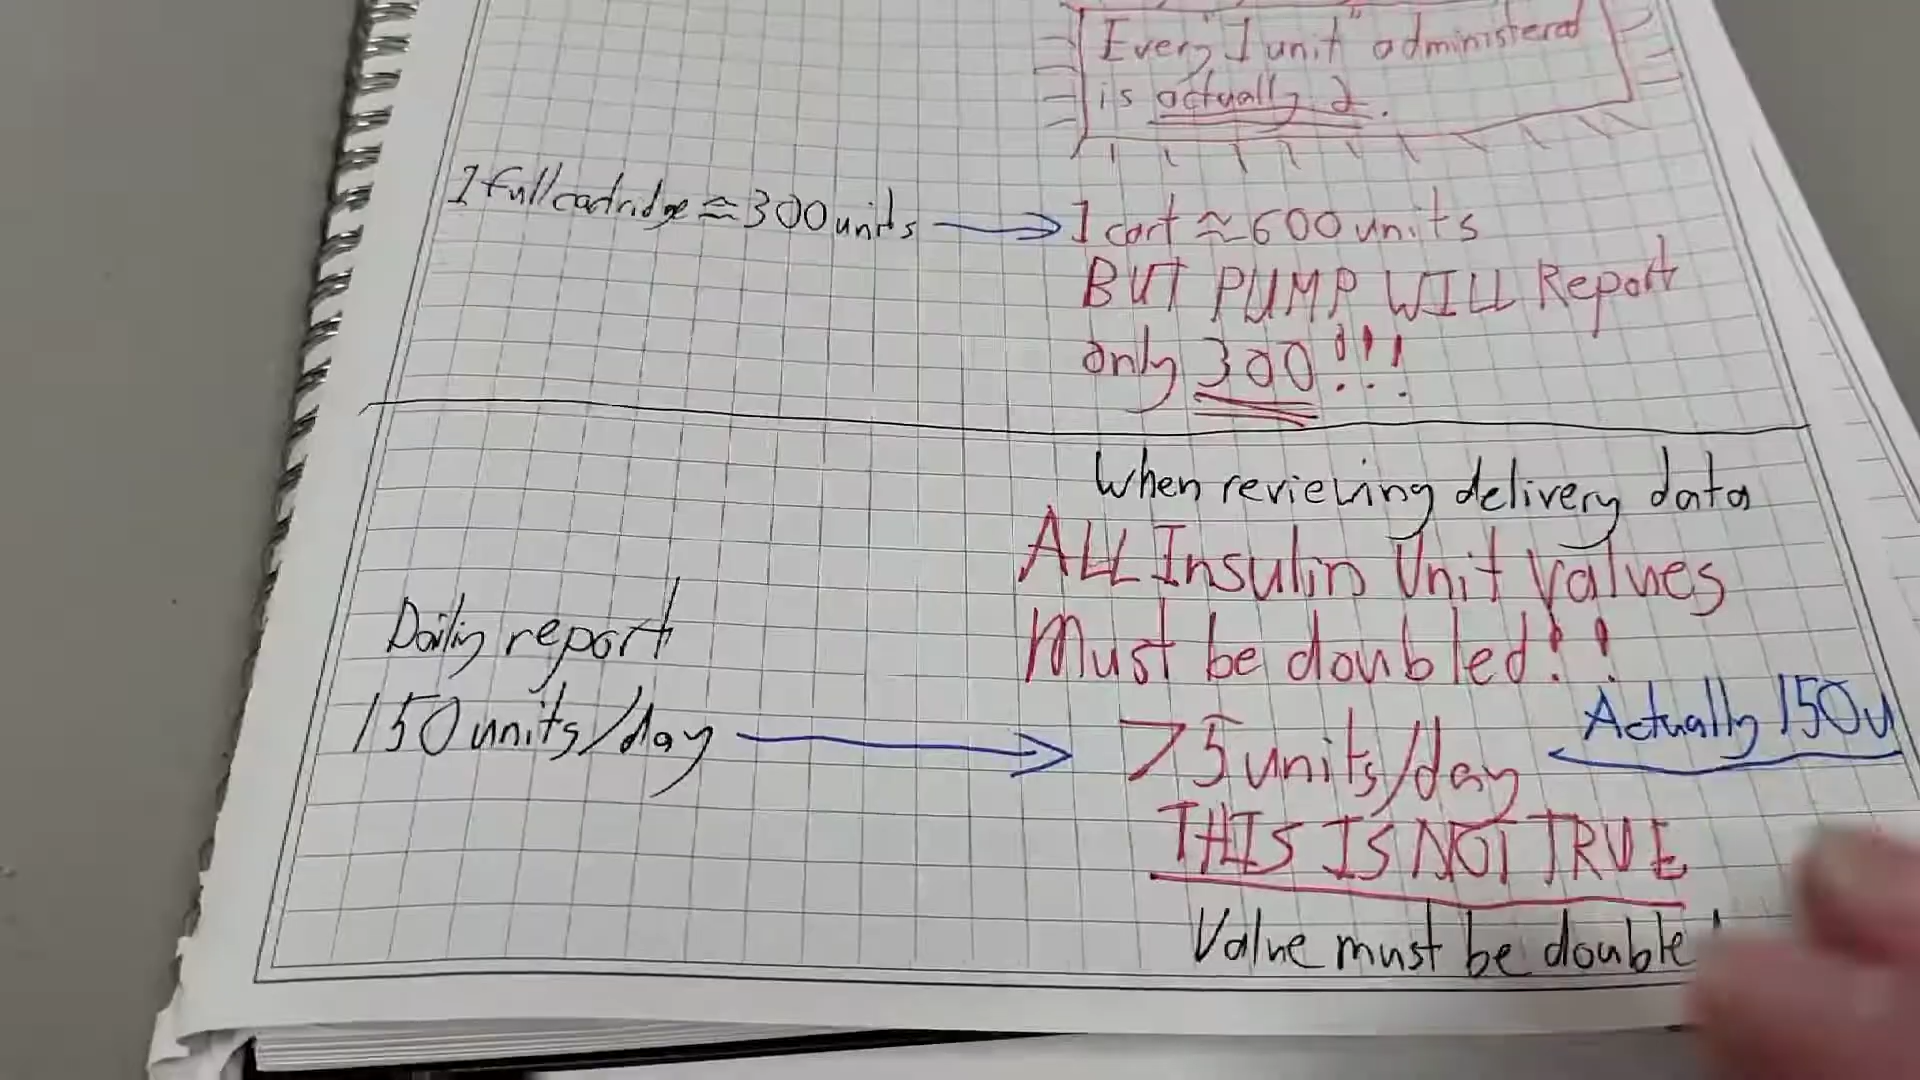 Every "1 unit" administered
is actually 2.
1 full cartridge ≈ 300 units
1 cart ≈ 600 units
BUT PUMP WILL Report
only 300!!!
When reviewing delivery data
ALL Insulin Unit Values
Must be doubled!!
Daily report
150 units/day
75 units/day
Actually 150u
THIS IS NOT TRUE
Value must be double